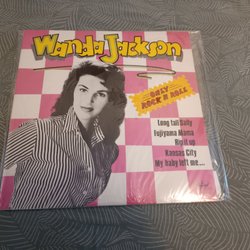 Wanda Jackson
ONLY
ROCK N ROLL
Long tall Sally
Fujiyama Mama
Rip it up
Kansas City
My baby left me....